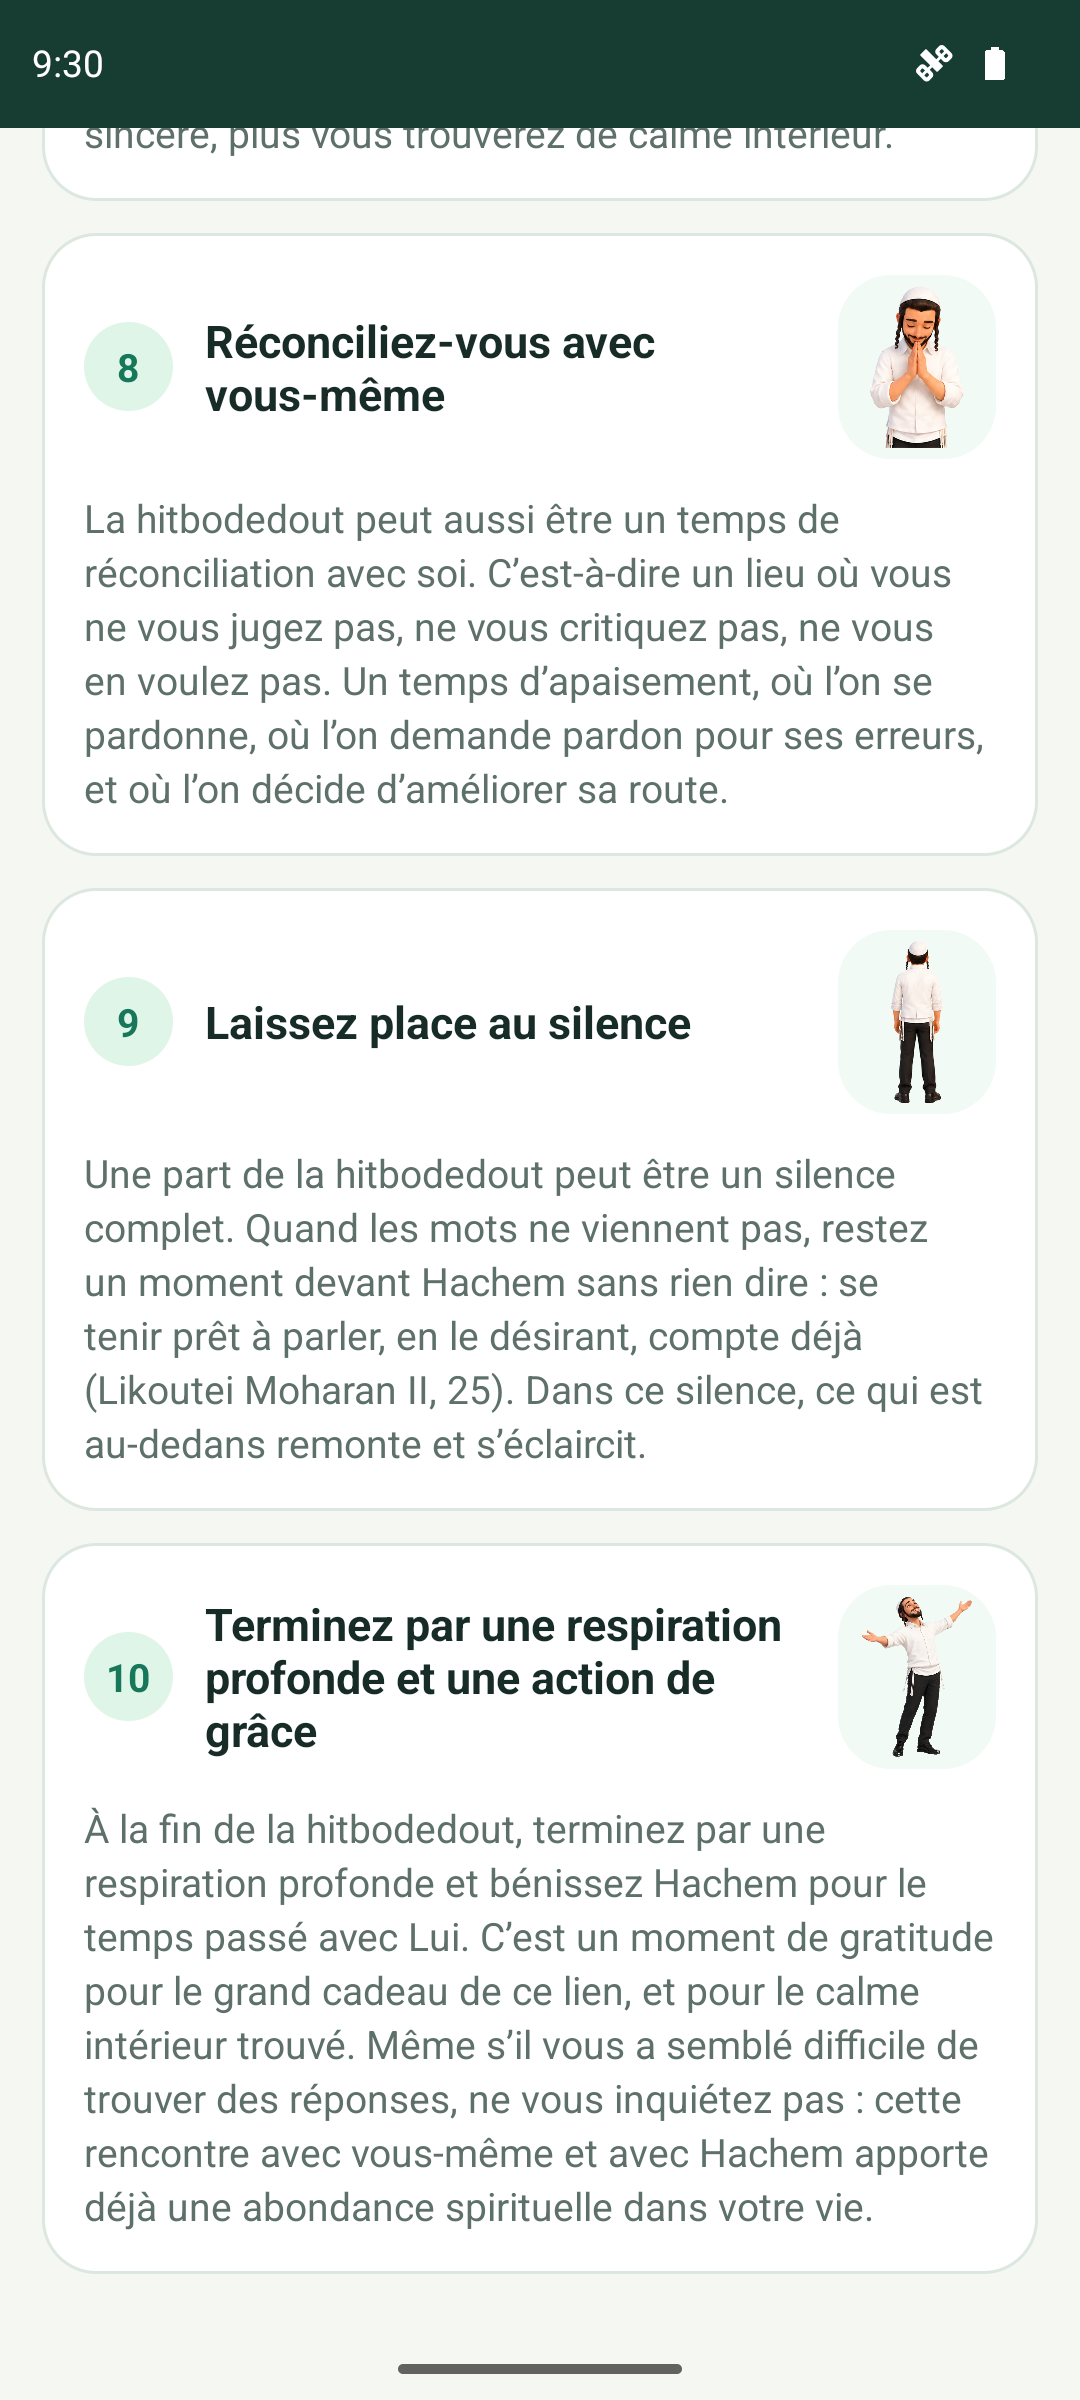 9:30
sincère, plus vous trouverez de calme intérieur.
8
Réconciliez-vous avec
vous-même
La hitbodedout peut aussi être un temps de
réconciliation avec soi. C’est-à-dire un lieu où vous
ne vous jugez pas, ne vous critiquez pas, ne vous
en voulez pas. Un temps d’apaisement, où l’on se
pardonne, où l’on demande pardon pour ses erreurs,
et où l’on décide d’améliorer sa route.
9
Laissez place au silence
Une part de la hitbodedout peut être un silence
complet. Quand les mots ne viennent pas, restez
un moment devant Hachem sans rien dire : se
tenir prêt à parler, en le désirant, compte déjà
(Likoutei Moharan II, 25). Dans ce silence, ce qui est
au-dedans remonte et s’éclaircit.
10
Terminez par une respiration
profonde et une action de
grâce
À la fin de la hitbodedout, terminez par une
respiration profonde et bénissez Hachem pour le
temps passé avec Lui. C’est un moment de gratitude
pour le grand cadeau de ce lien, et pour le calme
intérieur trouvé. Même s’il vous a semblé difficile de
trouver des réponses, ne vous inquiétez pas : cette
rencontre avec vous-même et avec Hachem apporte
déjà une abondance spirituelle dans votre vie.